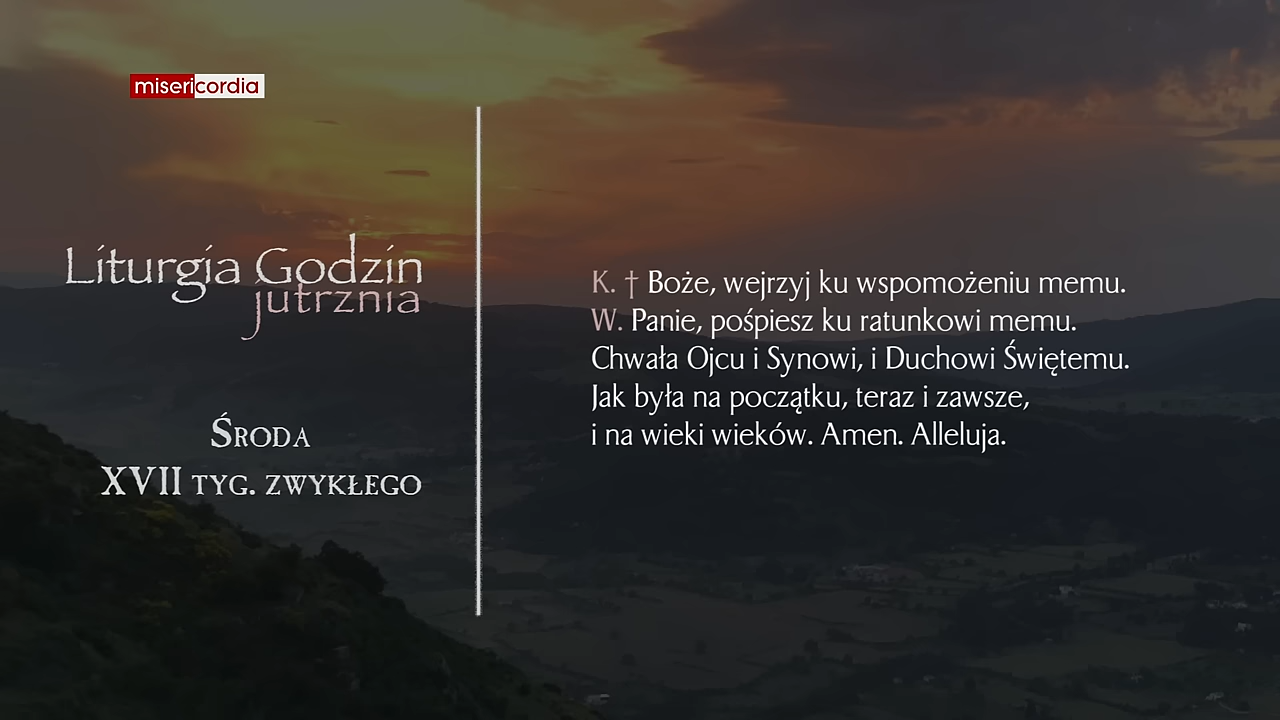 misericordia
Liturgia Godzin
jutrznia
Środa
XVII tyg. zwykłego
K. † Boże, wejrzyj ku wspomożeniu memu.
W. Panie, pośpiesz ku ratunkowi memu.
Chwała Ojcu i Synowi, i Duchowi Świętemu.
Jak była na początku, teraz i zawsze,
i na wieki wieków. Amen. Alleluja.